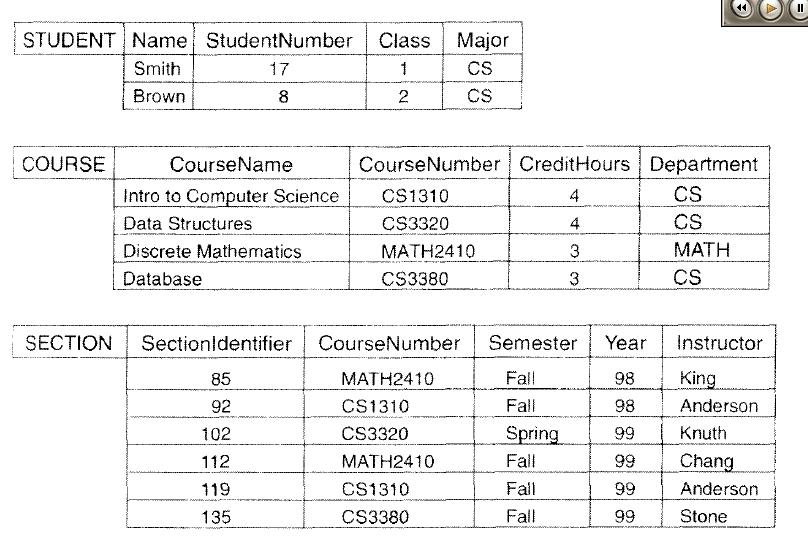 STUDENT Name StudentNumber Class Major
Smith 17 1 CS
Brown 8 2 CS
COURSE CourseName CourseNumber CreditHours Department
Intro to Computer Science CS1310 4 CS
Data Structures CS3320 4 CS
Discrete Mathematics MATH2410 3 MATH
Database CS3380 3 CS
SECTION SectionIdentifier CourseNumber Semester Year Instructor
85 MATH2410 Fall 98 King
92 CS1310 Fall 98 Anderson
102 CS3320 Spring 99 Knuth
112 MATH2410 Fall 99 Chang
119 CS1310 Fall 99 Anderson
135 CS3380 Fall 99 Stone